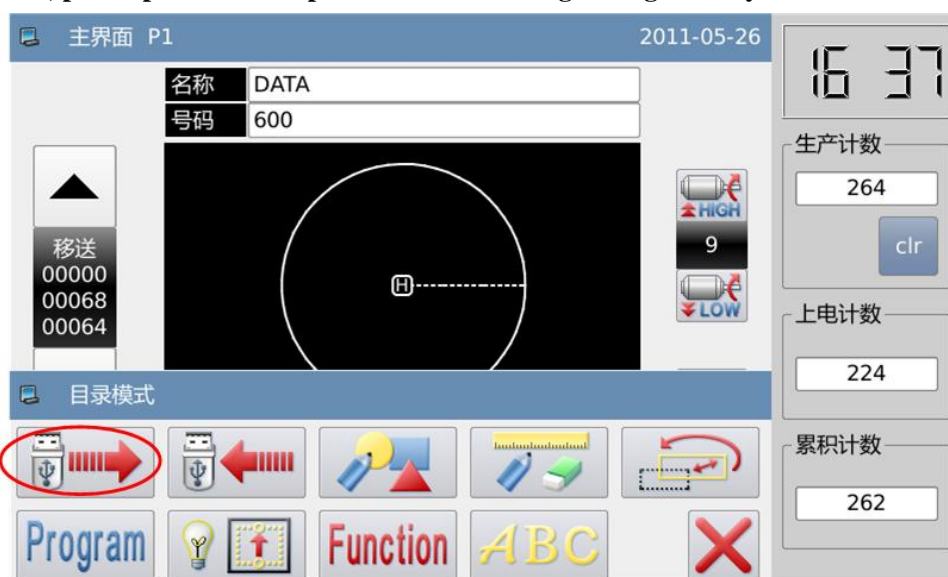 主界面 P1
2011-05-26
16 37
名称 DATA
号码 600
移送
00000
00068
00064
H
HIGH
9
LOW
生产计数
264
clr
上电计数
224
累积计数
262
目录模式
Program
Function
ABC